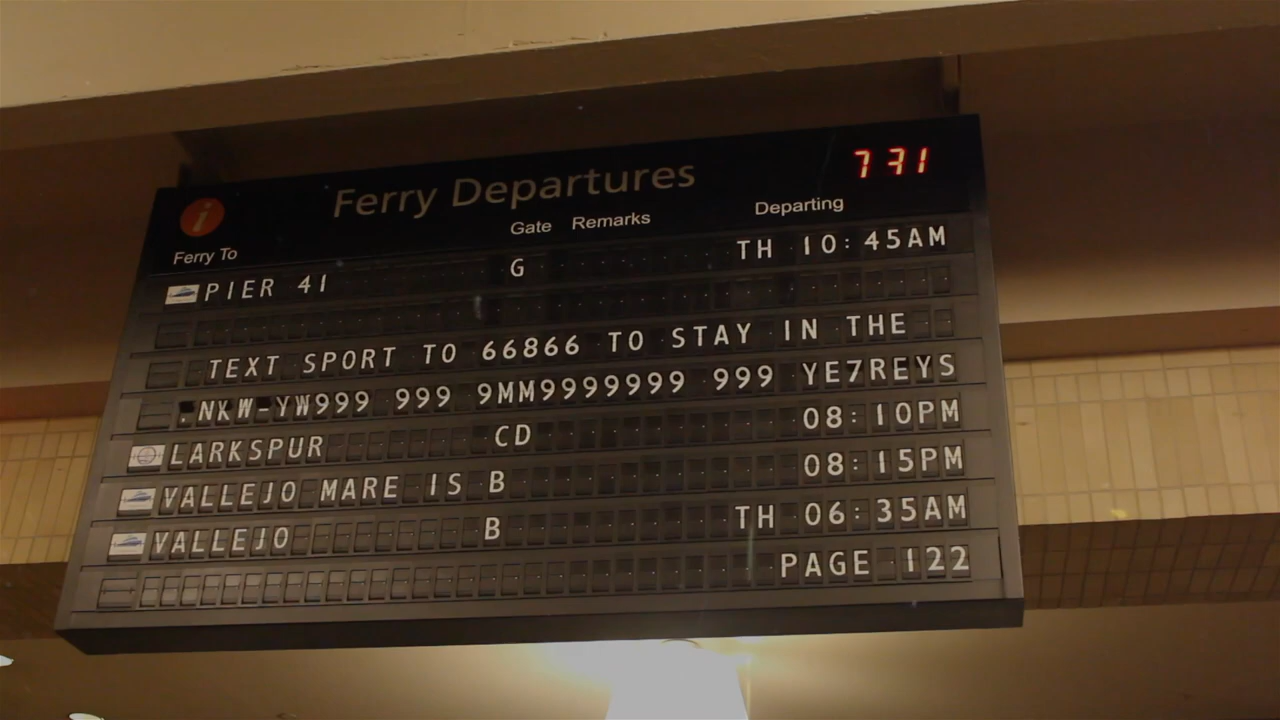 Ferry Departures 7 31
Ferry To Gate Remarks Departing
PIER 41 G TH 10:45AM
TEXT SPORT TO 66866 TO STAY IN THE
.NKW-YW999 999 9MM9999999 999 YE7REYS
LARKSPUR CD 08:10PM
VALLEJO MARE IS B 08:15PM
VALLEJO B TH 06:35AM
PAGE 122